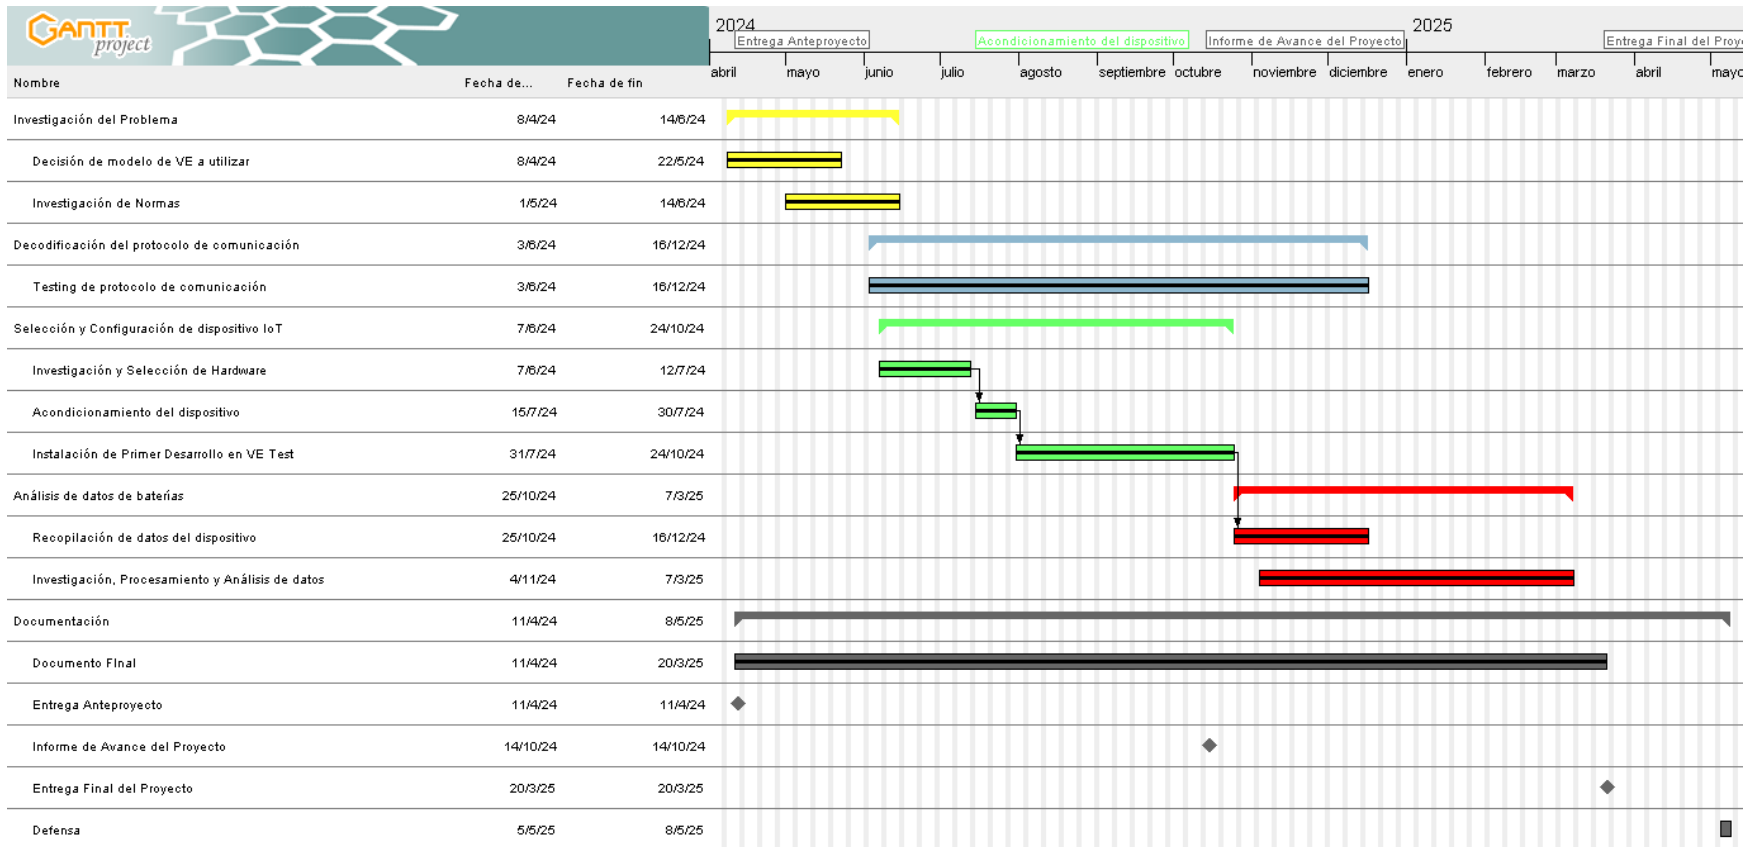 GANTT
project
2024
2025
Entrega Anteproyecto
Acondicionamiento del dispositivo
Informe de Avance del Proyecto
Entrega Final del Proye
Nombre Fecha de... Fecha de fin
abril mayo junio julio agosto septiembre octubre noviembre diciembre enero febrero marzo abril mayo
Investigación del Problema 8/4/24 14/6/24
Decisión de modelo de VE a utilizar 8/4/24 22/5/24
Investigación de Normas 1/5/24 14/6/24
Decodificación del protocolo de comunicación 3/6/24 16/12/24
Testing de protocolo de comunicación 3/6/24 16/12/24
Selección y Configuración de dispositivo IoT 7/6/24 24/10/24
Investigación y Selección de Hardware 7/6/24 12/7/24
Acondicionamiento del dispositivo 15/7/24 30/7/24
Instalación de Primer Desarrollo en VE Test 31/7/24 24/10/24
Análisis de datos de baterías 25/10/24 7/3/25
Recopilación de datos del dispositivo 25/10/24 16/12/24
Investigación, Procesamiento y Análisis de datos 4/11/24 7/3/25
Documentación 11/4/24 8/5/25
Documento FInal 11/4/24 20/3/25
Entrega Anteproyecto 11/4/24 11/4/24
Informe de Avance del Proyecto 14/10/24 14/10/24
Entrega Final del Proyecto 20/3/25 20/3/25
Defensa 5/5/25 8/5/25